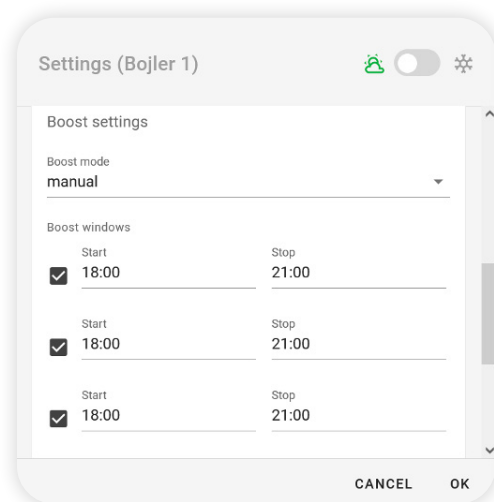 Settings (Bojler 1)
Boost settings
Boost mode
manual
Boost windows
Start Stop
18:00 21:00
Start Stop
18:00 21:00
Start Stop
18:00 21:00
CANCEL OK